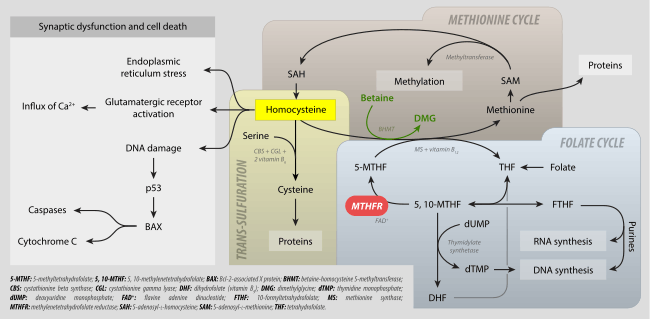 Synaptic dysfunction and cell death
METHIONINE CYCLE
Endoplasmic
reticulum stress
Methyltransferase
SAH
Methylation
SAM
Proteins
Influx of Ca²⁺
Glutamatergic receptor
activation
Homocysteine
Betaine
DMG
BHMT
Methionine
Serine
CBS + CGL +
2 vitamin B₆
MS + vitamin B₁₂
FOLATE CYCLE
DNA damage
5-MTHF
THF
Folate
p53
TRANS-SULFURATION
Cysteine
MTHFR
FAD⁺
5, 10-MTHF
FTHF
Caspases
BAX
dUMP
Thymidylate
synthetase
Purines
Cytochrome C
Proteins
RNA synthesis
dTMP
DNA synthesis
DHF
5-MTHF: 5-methyltetrahydrofolate; 5, 10-MTHF: 5, 10-methylenetetrahydrofolate; BAX: Bcl-2-associated X protein; BHMT: betaine-homocysteine S-methyltransferase;
CBS: cystathionine beta synthase; CGL: cystathionine gamma lyase; DHF: dihydrofolate (vitamin B₉); DMG: dimethylglycine; dTMP: thymidine monophosphate;
dUMP: deoxyuridine monophosphate; FAD⁺: flavine adenine dinucleotide; FTHF: 10-formyltetrahydrofolate; MS: methionine synthase;
MTHFR: methylenetetrahydrofolate reductase; SAH: S-adenosyl-L-homocysteine; SAM: S-adenosyl-L-methionine; THF: tetrahydrofolate.